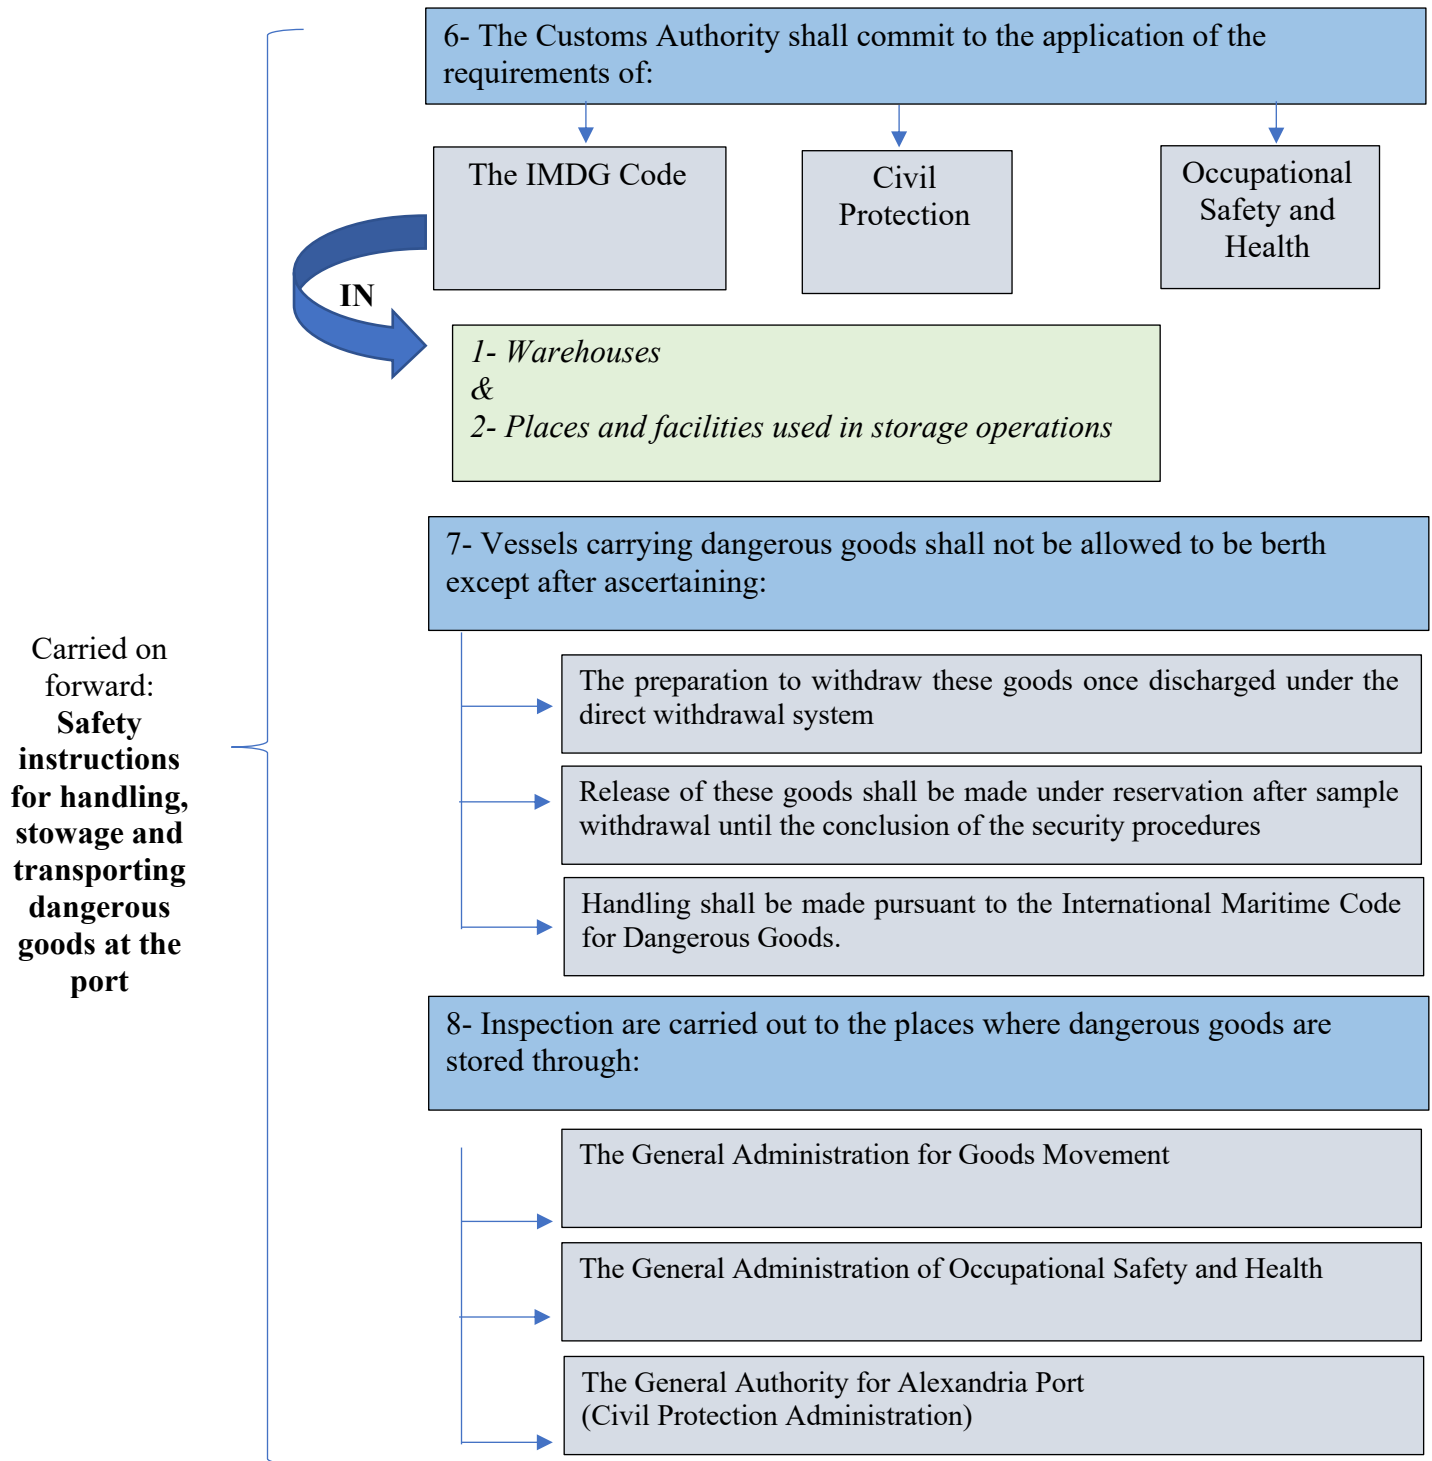 6- The Customs Authority shall commit to the application of the
requirements of:
The IMDG Code
Civil
Protection
Occupational
Safety and
Health
IN
1- Warehouses
&
2- Places and facilities used in storage operations
7- Vessels carrying dangerous goods shall not be allowed to be berth
except after ascertaining:
The preparation to withdraw these goods once discharged under the
direct withdrawal system
Release of these goods shall be made under reservation after sample
withdrawal until the conclusion of the security procedures
Handling shall be made pursuant to the International Maritime Code
for Dangerous Goods.
Carried on
forward:
Safety
instructions
for handling,
stowage and
transporting
dangerous
goods at the
port
8- Inspection are carried out to the places where dangerous goods are
stored through:
The General Administration for Goods Movement
The General Administration of Occupational Safety and Health
The General Authority for Alexandria Port
(Civil Protection Administration)